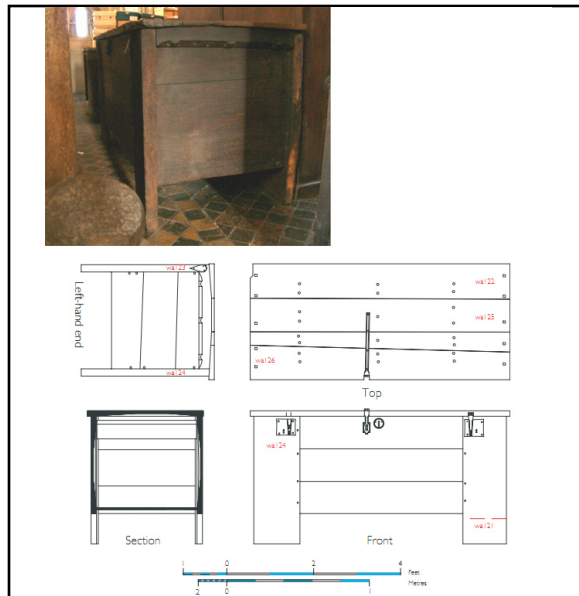 wa123
Left-hand end
wa124
wa122
wa125
wa126
Top
wa124
wa121
Section
Front
1 0 2 4
Feet
Metres
2 0 1